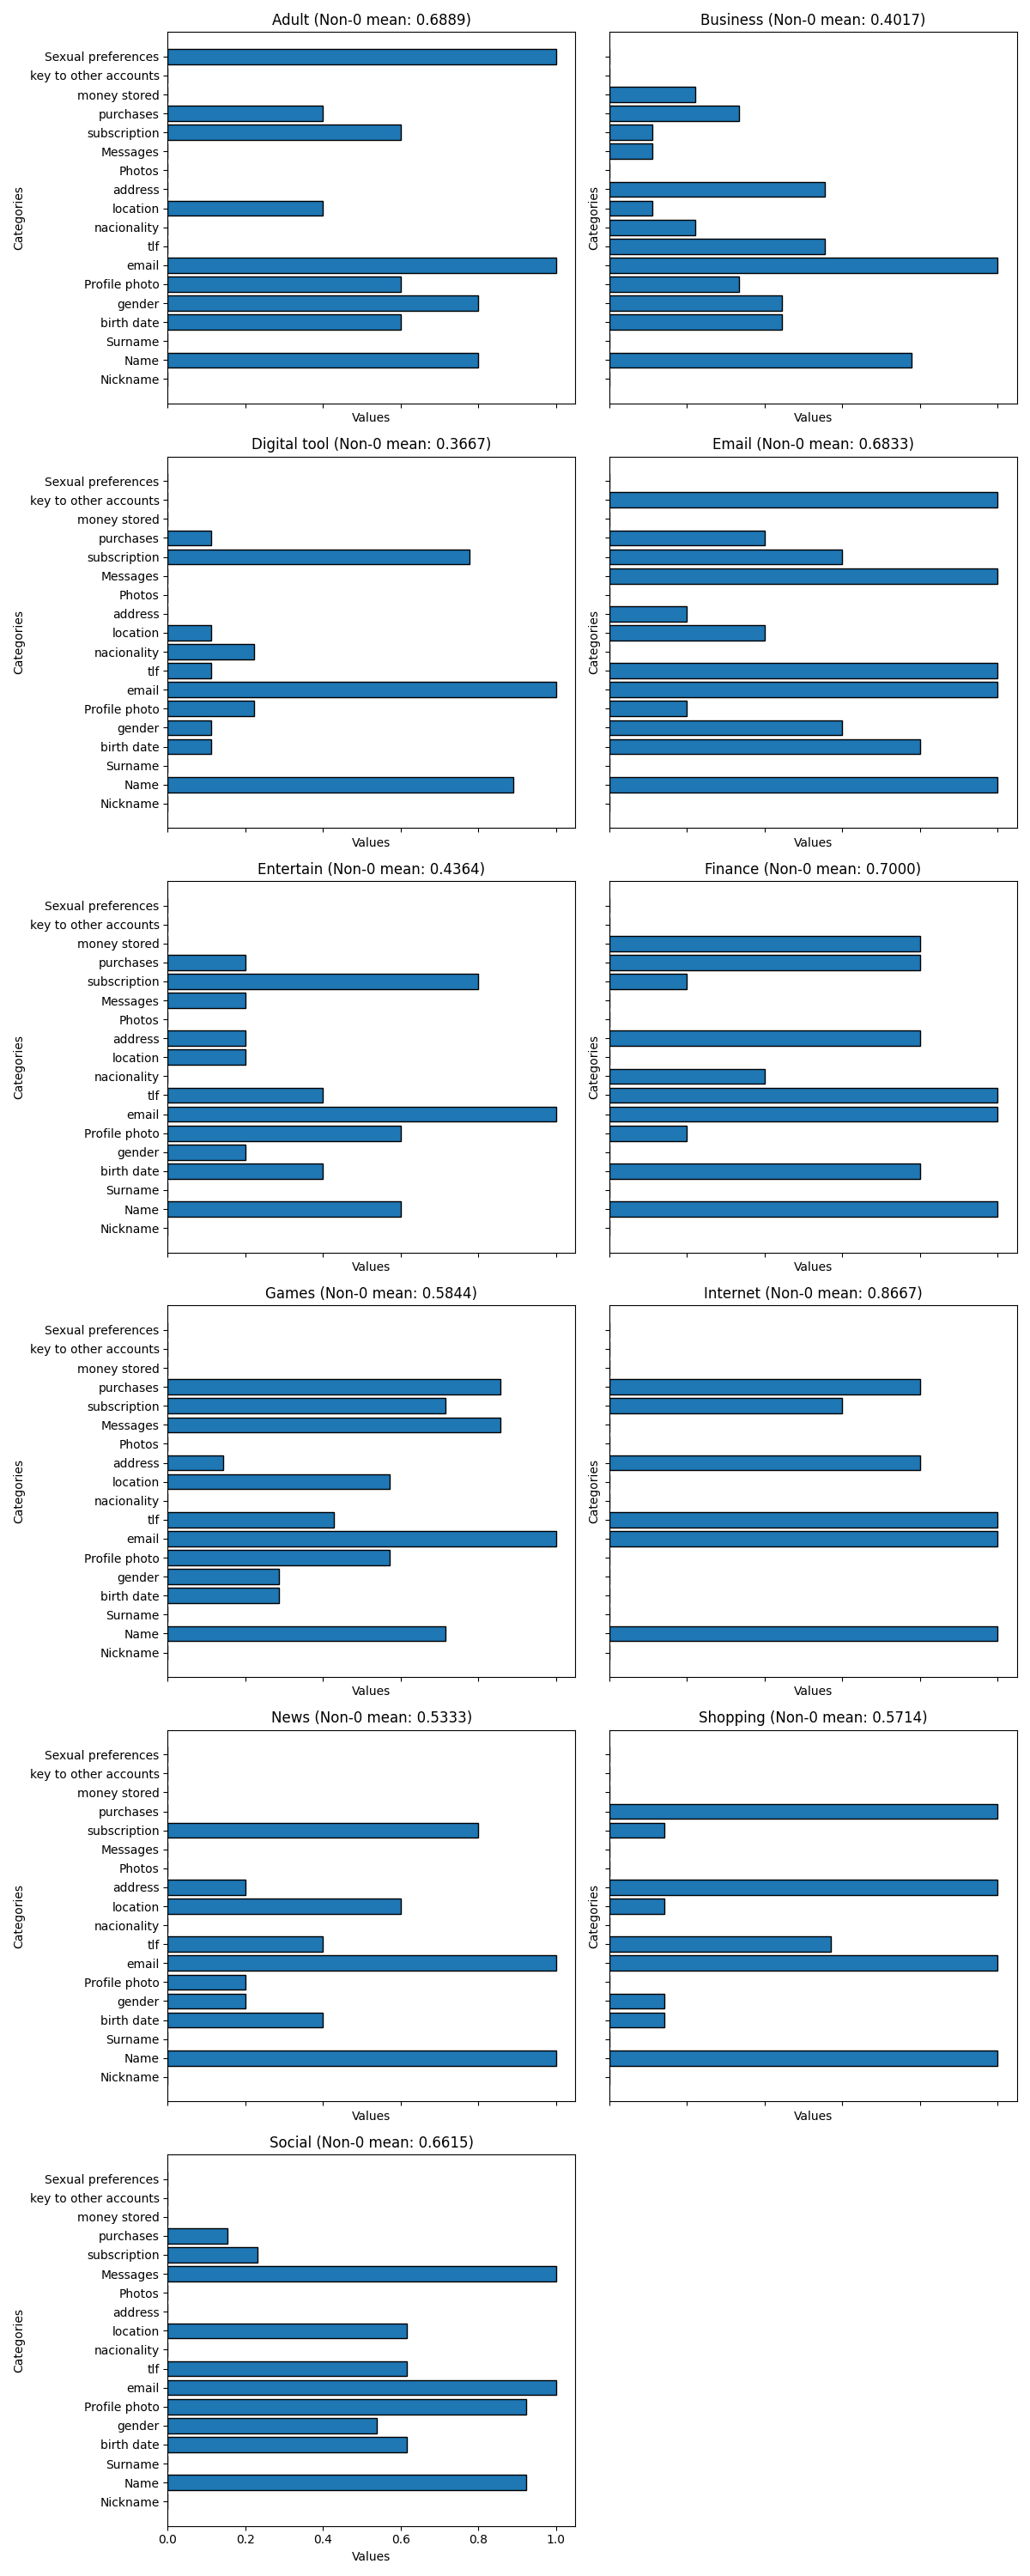 Adult (Non-0 mean: 0.6889)
Sexual preferences
key to other accounts
money stored
purchases
subscription
Messages
Photos
address
location
nacionality
tlf
email
Profile photo
gender
birth date
Surname
Name
Nickname
Categories
Values
Business (Non-0 mean: 0.4017)
Categories
Values
Digital tool (Non-0 mean: 0.3667)
Sexual preferences
key to other accounts
money stored
purchases
subscription
Messages
Photos
address
location
nacionality
tlf
email
Profile photo
gender
birth date
Surname
Name
Nickname
Categories
Values
Email (Non-0 mean: 0.6833)
Categories
Values
Entertain (Non-0 mean: 0.4364)
Sexual preferences
key to other accounts
money stored
purchases
subscription
Messages
Photos
address
location
nacionality
tlf
email
Profile photo
gender
birth date
Surname
Name
Nickname
Categories
Values
Finance (Non-0 mean: 0.7000)
Categories
Values
Games (Non-0 mean: 0.5844)
Sexual preferences
key to other accounts
money stored
purchases
subscription
Messages
Photos
address
location
nacionality
tlf
email
Profile photo
gender
birth date
Surname
Name
Nickname
Categories
Values
Internet (Non-0 mean: 0.8667)
Categories
Values
News (Non-0 mean: 0.5333)
Sexual preferences
key to other accounts
money stored
purchases
subscription
Messages
Photos
address
location
nacionality
tlf
email
Profile photo
gender
birth date
Surname
Name
Nickname
Categories
Values
Shopping (Non-0 mean: 0.5714)
Categories
Values
Social (Non-0 mean: 0.6615)
Sexual preferences
key to other accounts
money stored
purchases
subscription
Messages
Photos
address
location
nacionality
tlf
email
Profile photo
gender
birth date
Surname
Name
Nickname
Categories
0.0 0.2 0.4 0.6 0.8 1.0
Values